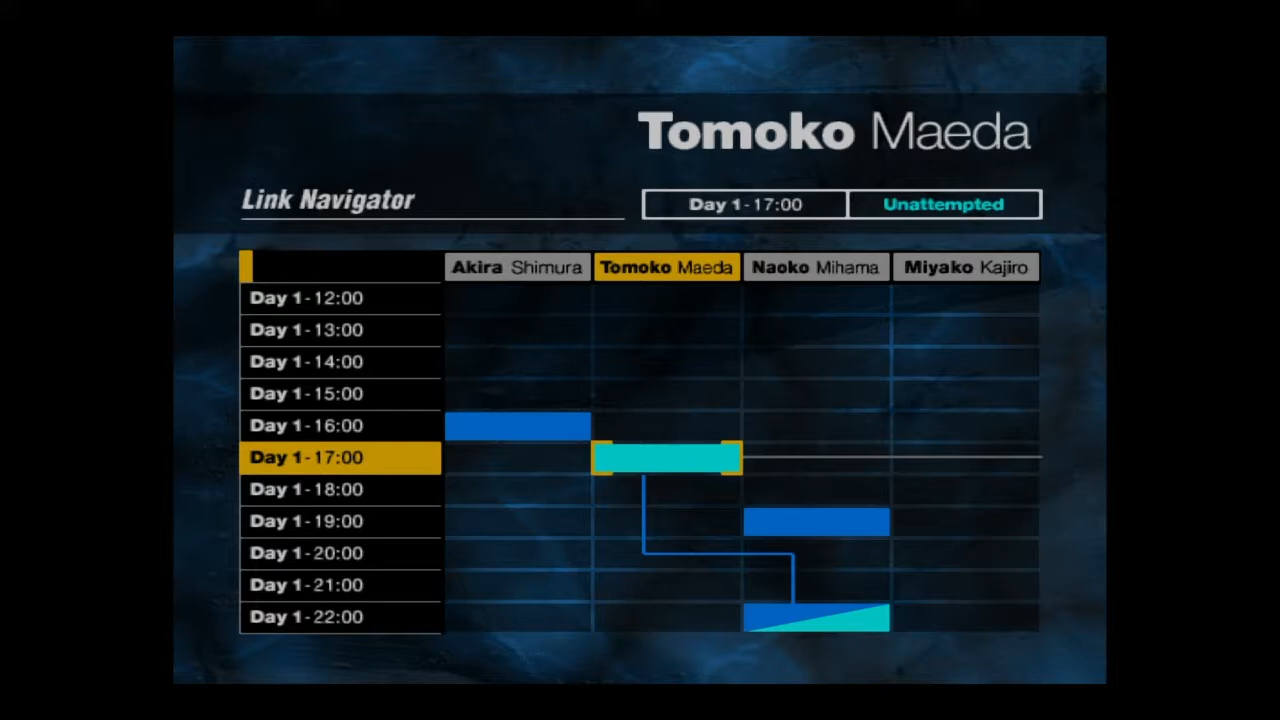 Tomoko Maeda
Link Navigator
Day 1-17:00 Unattempted
Akira Shimura Tomoko Maeda Naoko Mihama Miyako Kajiro
Day 1-12:00
Day 1-13:00
Day 1-14:00
Day 1-15:00
Day 1-16:00
Day 1-17:00
Day 1-18:00
Day 1-19:00
Day 1-20:00
Day 1-21:00
Day 1-22:00